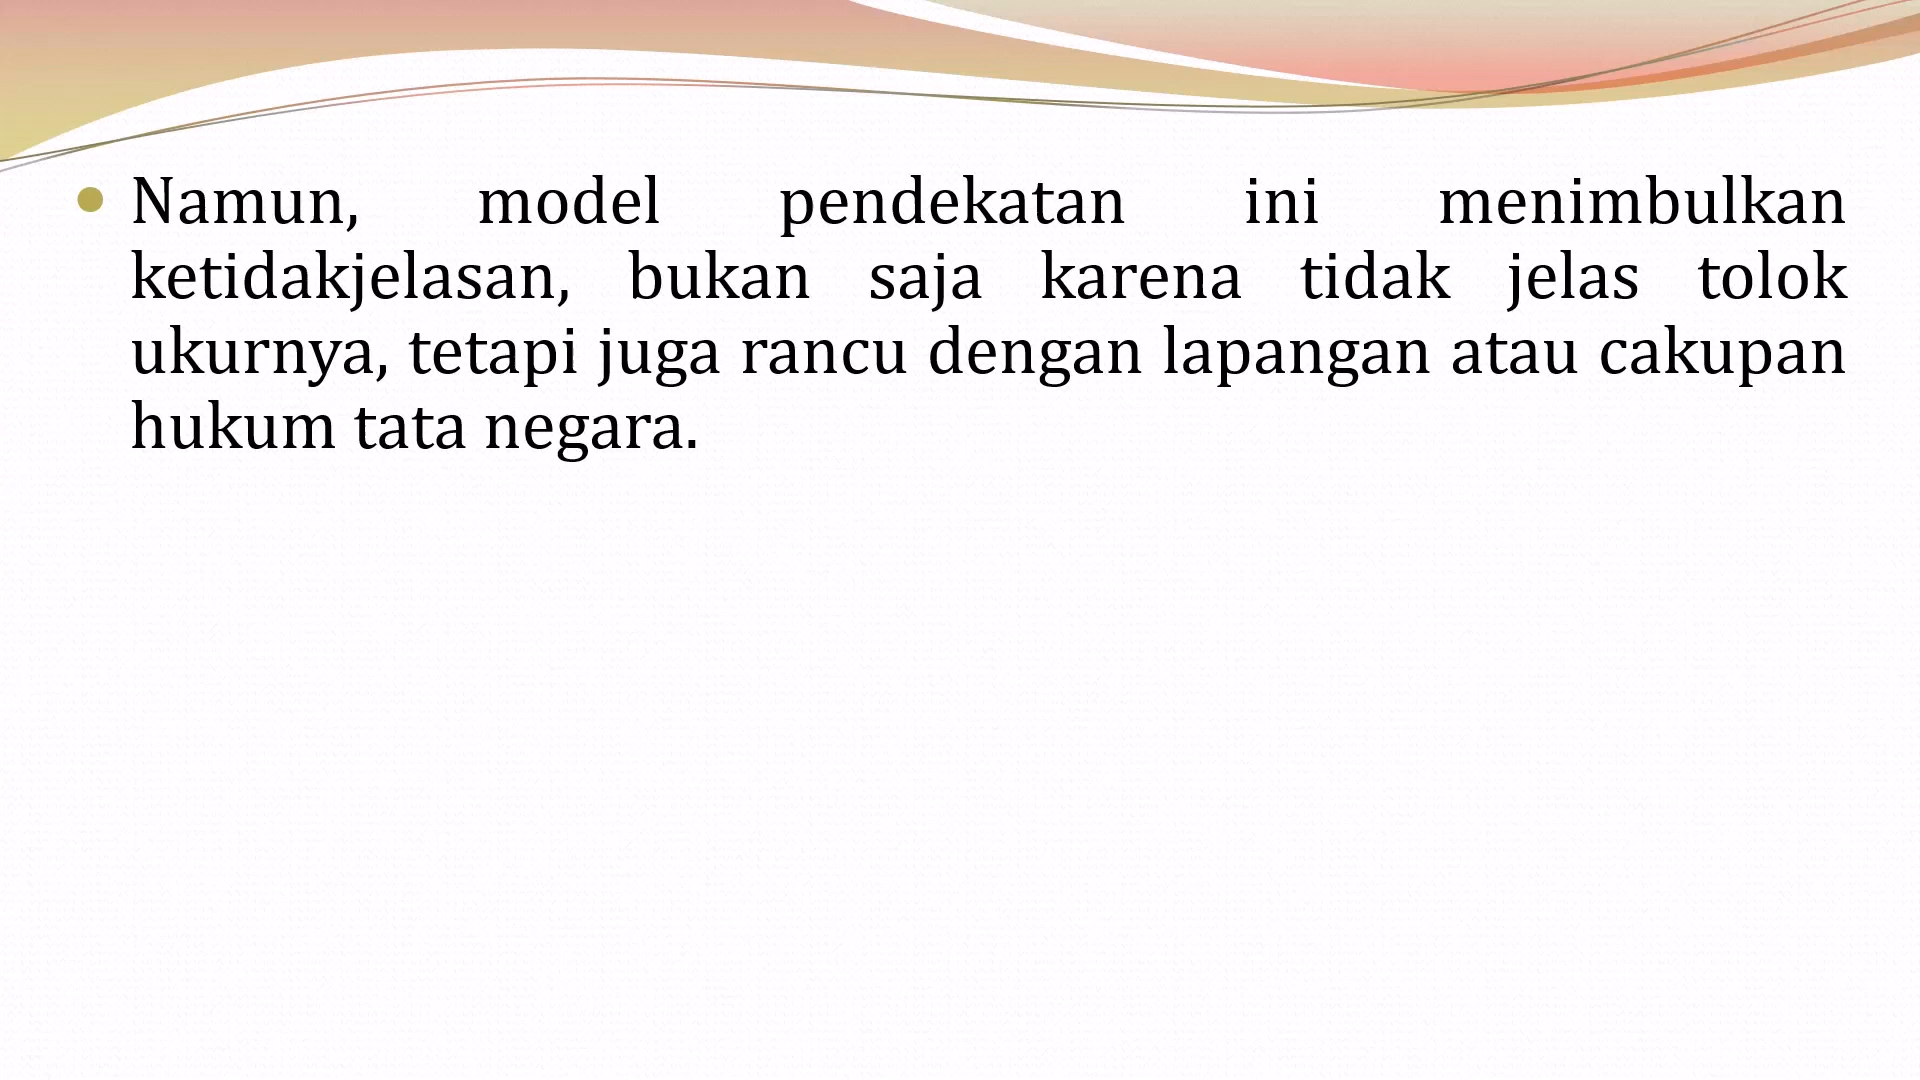 Namun, model pendekatan ini menimbulkan
ketidakjelasan, bukan saja karena tidak jelas tolok
ukurnya, tetapi juga rancu dengan lapangan atau cakupan
hukum tata negara.